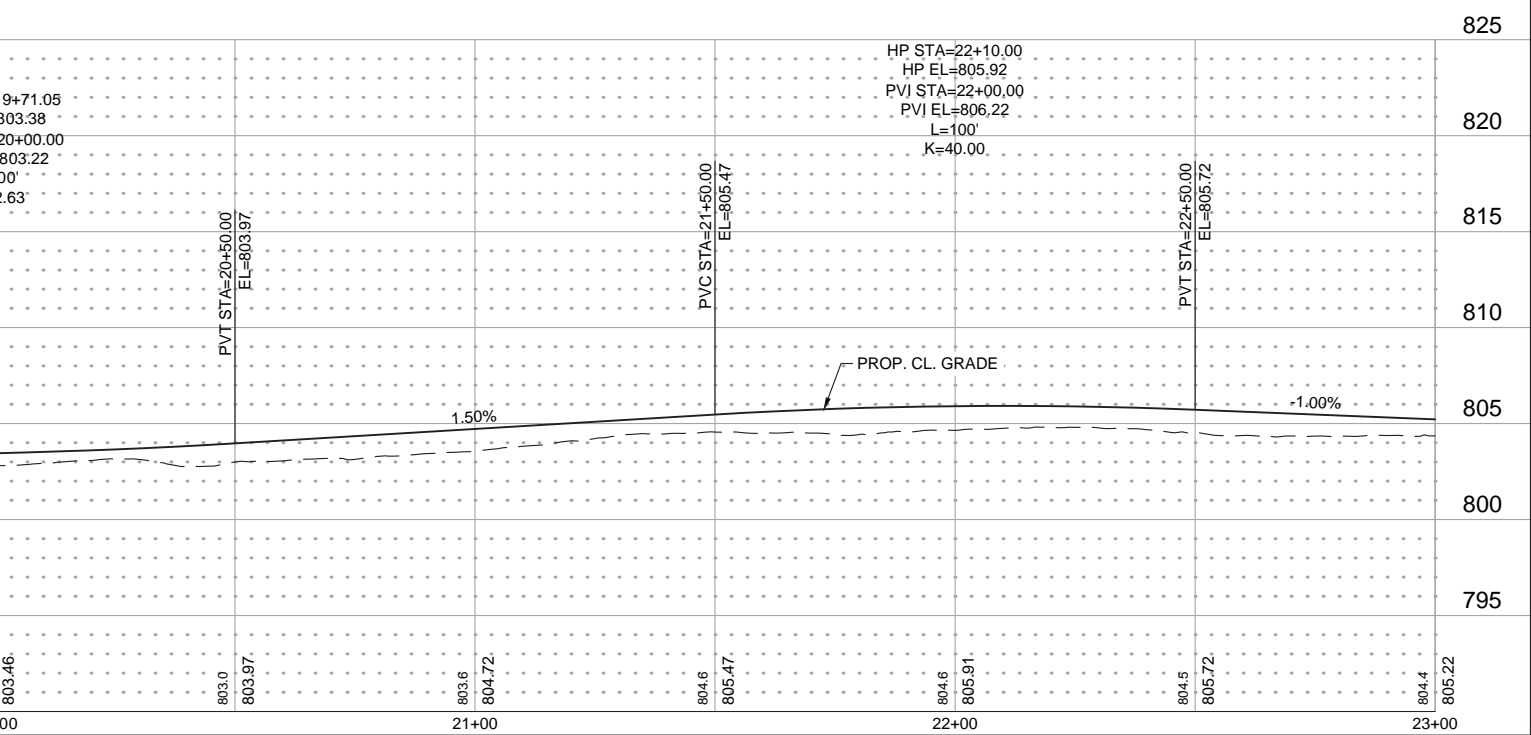 825
HP STA=22+10.00
HP EL=805.92
PVI STA=22+00.00
PVI EL=806.22
L=100'
K=40.00
9+71.05
803.38
20+00.00
803.22
00'
2.63
820
815
810
805
800
795
PVT STA=20+50.00
EL=803.97
PVC STA=21+50.00
EL=805.47
PVT STA=22+50.00
EL=805.72
PROP. CL. GRADE
1.50%
-1.00%
803.46
803.0
803.97
803.6
804.72
804.6
805.47
804.6
805.91
804.5
805.72
804.4
805.22
00
21+00
22+00
23+00